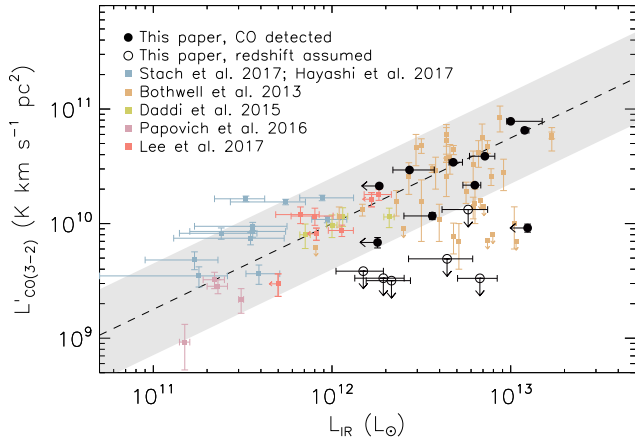 This paper, CO detected
This paper, redshift assumed
Stach et al. 2017; Hayashi et al. 2017
Bothwell et al. 2013
Daddi et al. 2015
Papovich et al. 2016
Lee et al. 2017
L'CO(3−2) (K km s−1 pc2)
10^11
10^10
10^9
10^11 10^12 10^13
LIR (L⊙)